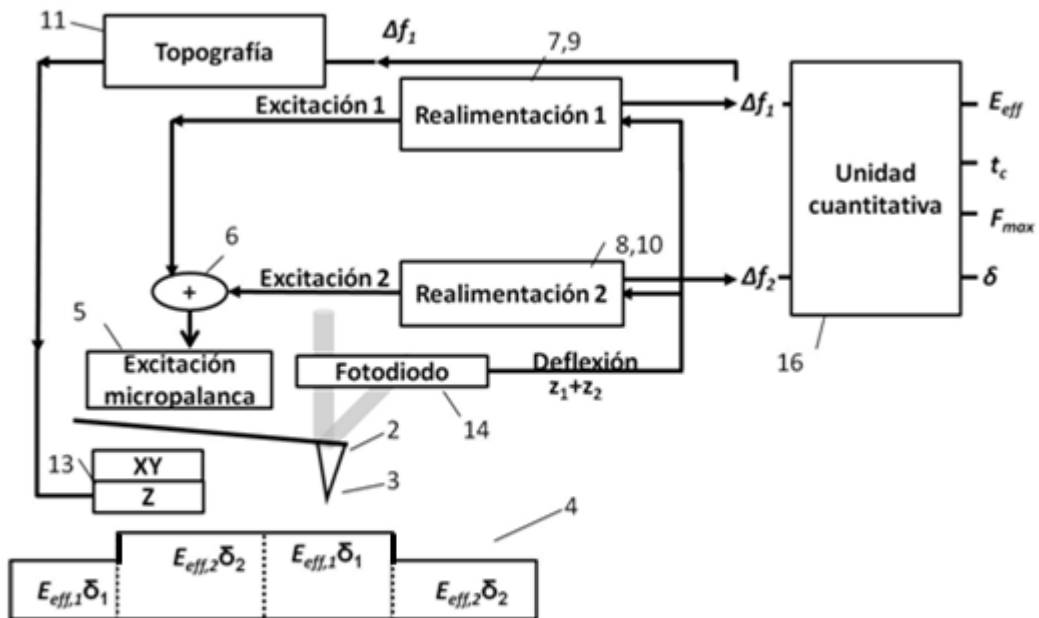 11
Topografía
Δf1
7,9
Excitación 1
Realimentación 1
Δf1
Eeff
tc
Unidad
cuantitativa
Fmax
6
8,10
+
Excitación 2
Realimentación 2
Δf2
δ
5
Excitación
micropalanca
Fotodiodo
Deflexión
z1+z2
16
14
2
13
XY
Z
3
4
Eeff,1δ1
Eeff,2δ2
Eeff,1δ1
Eeff,2δ2